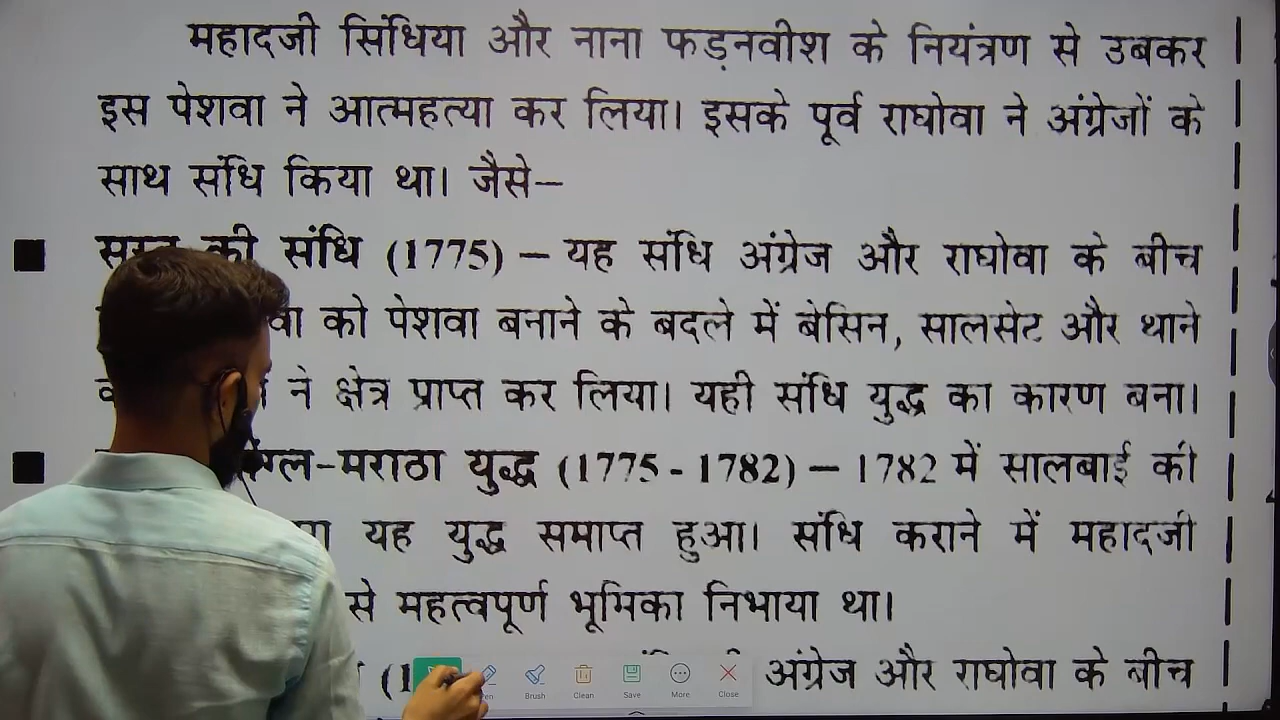 महादजी सिंधिया और नाना फड़नवीश के नियंत्रण से उबकर
इस पेशवा ने आत्महत्या कर लिया। इसके पूर्व राघोवा ने अंग्रेजों के
साथ संधि किया था। जैसे–
की संधि (1775) – यह संधि अंग्रेज और राघोवा के बीच
को पेशवा बनाने के बदले में बेसिन, सालसेट और थाने
ने क्षेत्र प्राप्त कर लिया। यही संधि युद्ध का कारण बना।
मराठा युद्ध (1775 - 1782) – 1782 में सालबाई की
यह युद्ध समाप्त हुआ। संधि कराने में महादजी
से महत्वपूर्ण भूमिका निभाया था।
अंग्रेज और राघोवा के बीच
Brush Clean Save More Close